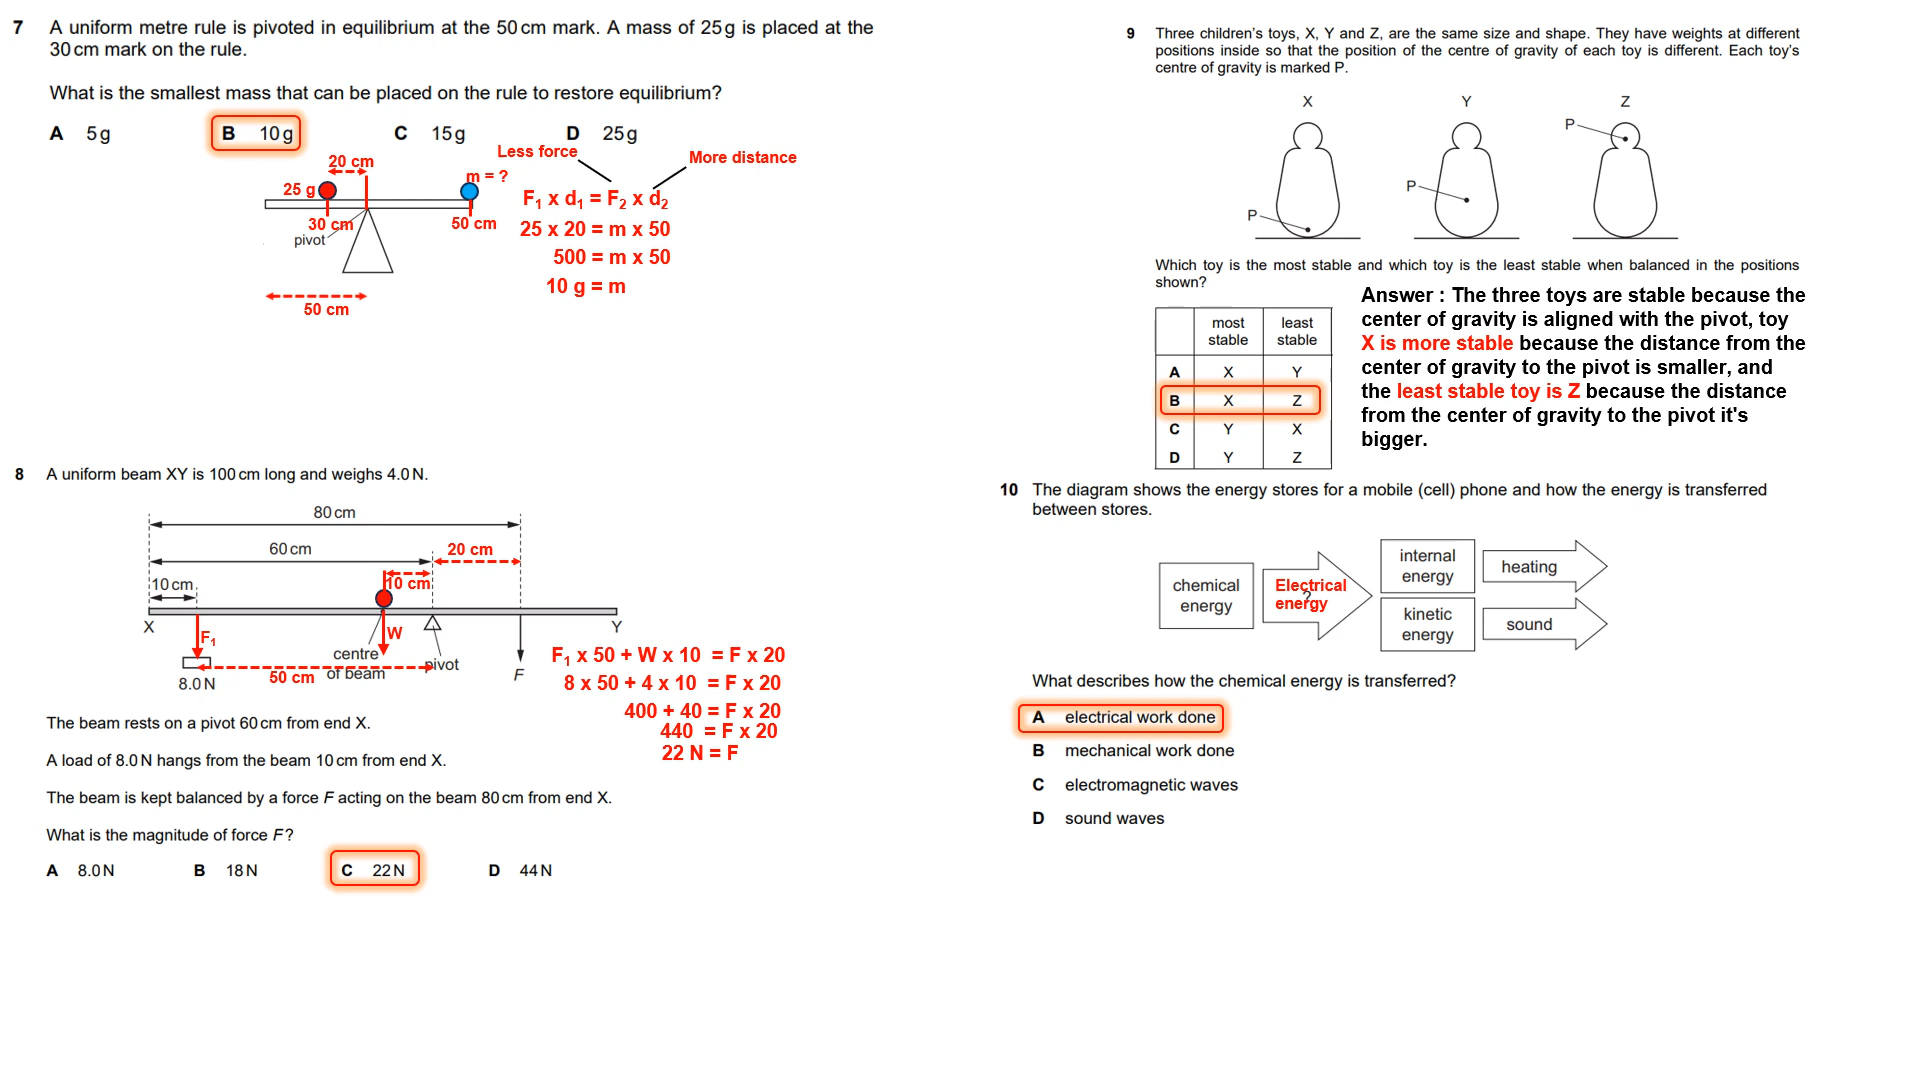 7 A uniform metre rule is pivoted in equilibrium at the 50 cm mark. A mass of 25 g is placed at the
30 cm mark on the rule.
What is the smallest mass that can be placed on the rule to restore equilibrium?
A 5 g B 10 g C 15 g D 25 g
Less force
More distance
20 cm
25 g
m = ?
30 cm
pivot
50 cm
50 cm
F₁ x d₁ = F₂ x d₂
25 x 20 = m x 50
500 = m x 50
10 g = m
8 A uniform beam XY is 100 cm long and weighs 4.0 N.
80 cm
60 cm
20 cm
10 cm
10 cm
X
Y
F₁
W
centre
of beam
pivot
50 cm
8.0 N
F
F₁ x 50 + W x 10 = F x 20
8 x 50 + 4 x 10 = F x 20
400 + 40 = F x 20
440 = F x 20
22 N = F
The beam rests on a pivot 60 cm from end X.
A load of 8.0 N hangs from the beam 10 cm from end X.
The beam is kept balanced by a force F acting on the beam 80 cm from end X.
What is the magnitude of force F?
A 8.0 N B 18 N C 22 N D 44 N
9 Three children's toys, X, Y and Z, are the same size and shape. They have weights at different
positions inside so that the position of the centre of gravity of each toy is different. Each toy's
centre of gravity is marked P.
X Y Z
P
P
P
Which toy is the most stable and which toy is the least stable when balanced in the positions
shown?
most stable least stable
A X Y
B X Z
C Y X
D Y Z
Answer : The three toys are stable because the
center of gravity is aligned with the pivot, toy
X is more stable because the distance from the
center of gravity to the pivot is smaller, and
the least stable toy is Z because the distance
from the center of gravity to the pivot it's
bigger.
10 The diagram shows the energy stores for a mobile (cell) phone and how the energy is transferred
between stores.
chemical
energy
Electrical
energy
?
internal
energy
heating
kinetic
energy
sound
What describes how the chemical energy is transferred?
A electrical work done
B mechanical work done
C electromagnetic waves
D sound waves